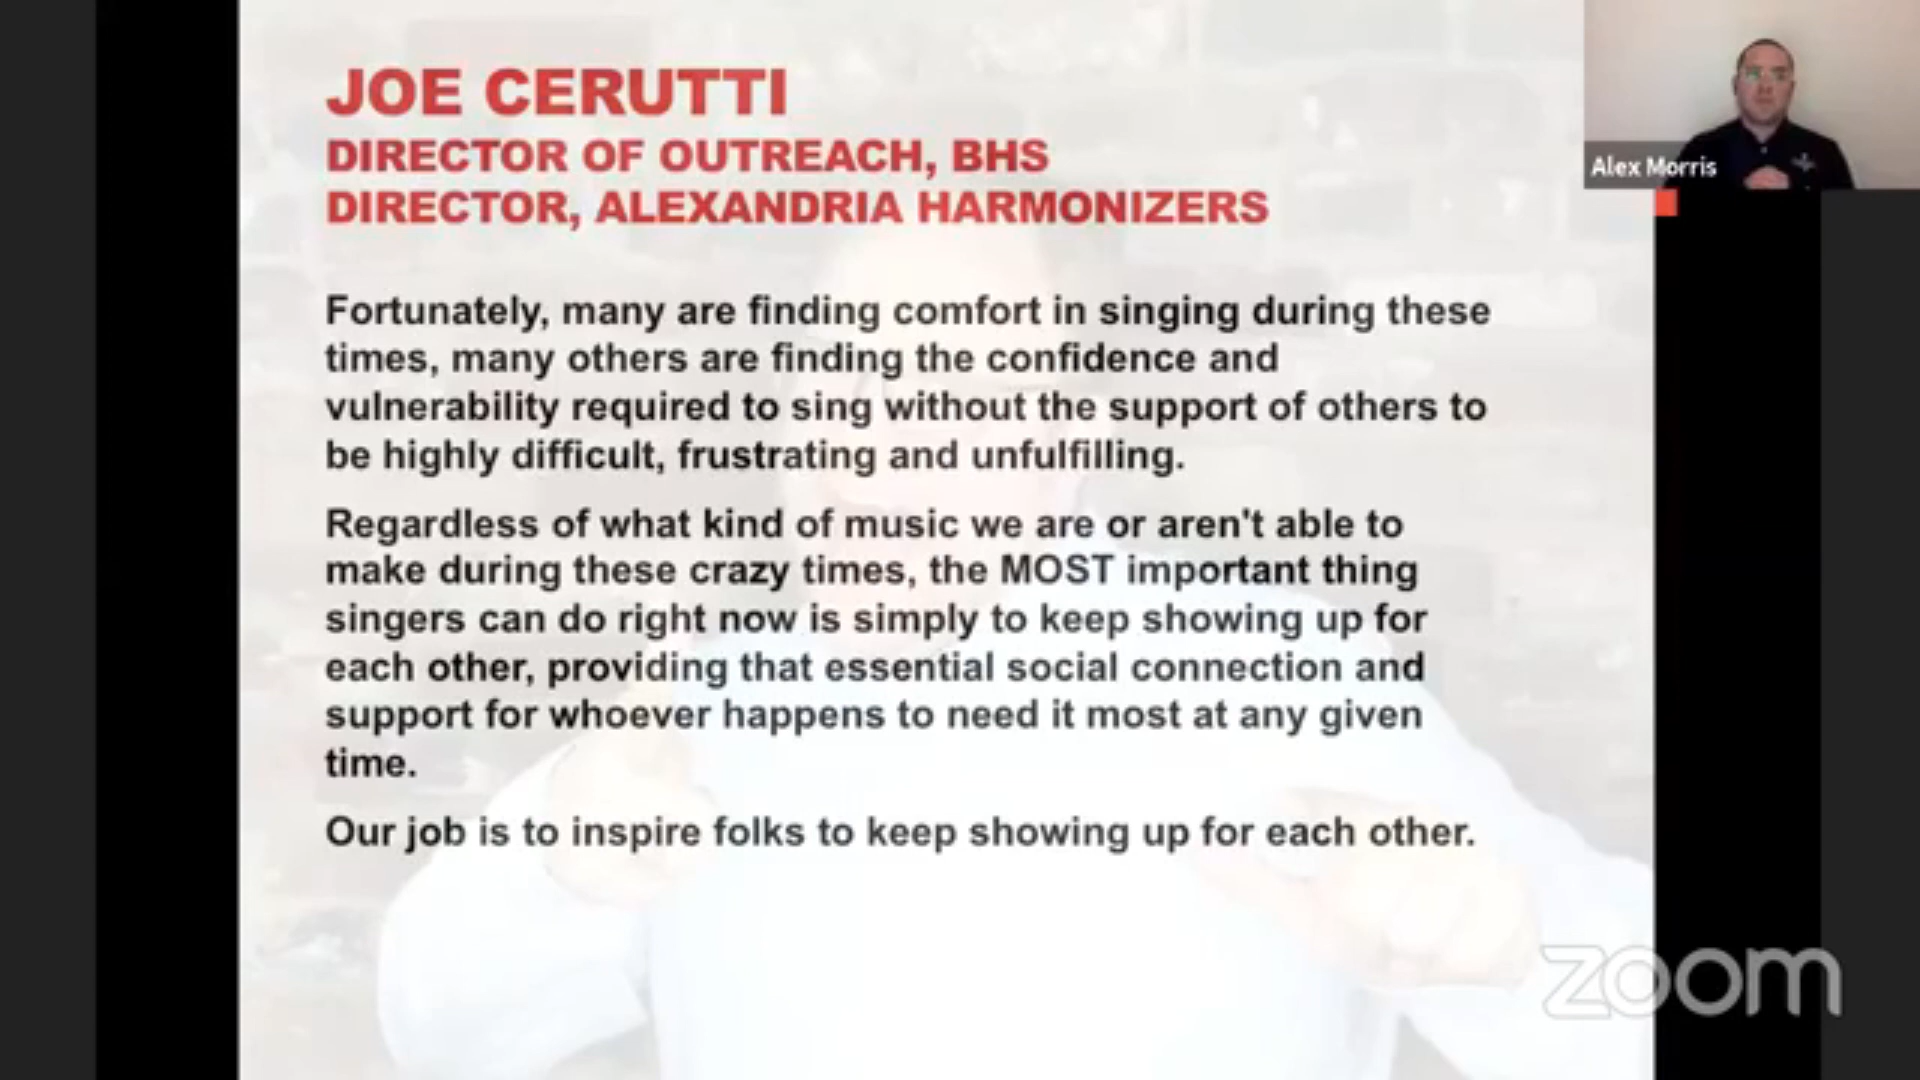 JOE CERUTTI
DIRECTOR OF OUTREACH, BHS
DIRECTOR, ALEXANDRIA HARMONIZERS
Fortunately, many are finding comfort in singing during these
times, many others are finding the confidence and
vulnerability required to sing without the support of others to
be highly difficult, frustrating and unfulfilling.
Regardless of what kind of music we are or aren't able to
make during these crazy times, the MOST important thing
singers can do right now is simply to keep showing up for
each other, providing that essential social connection and
support for whoever happens to need it most at any given
time.
Our job is to inspire folks to keep showing up for each other.
Alex Morris
zoom